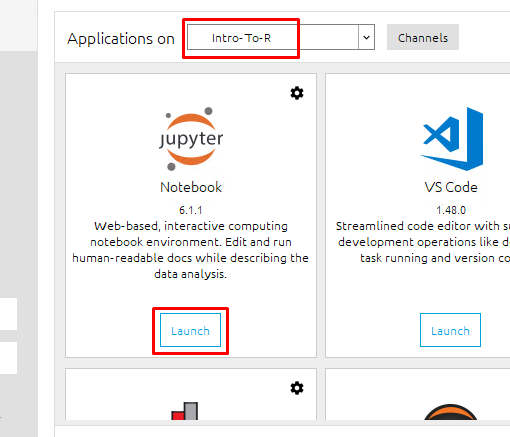 Applications on Intro-To-R Channels
jupyter
Notebook
6.1.1
Web-based, interactive computing
notebook environment. Edit and run
human-readable docs while describing the
data analysis.
Launch
VS Code
1.48.0
Streamlined code editor with
development operations like
task running and version
Launch